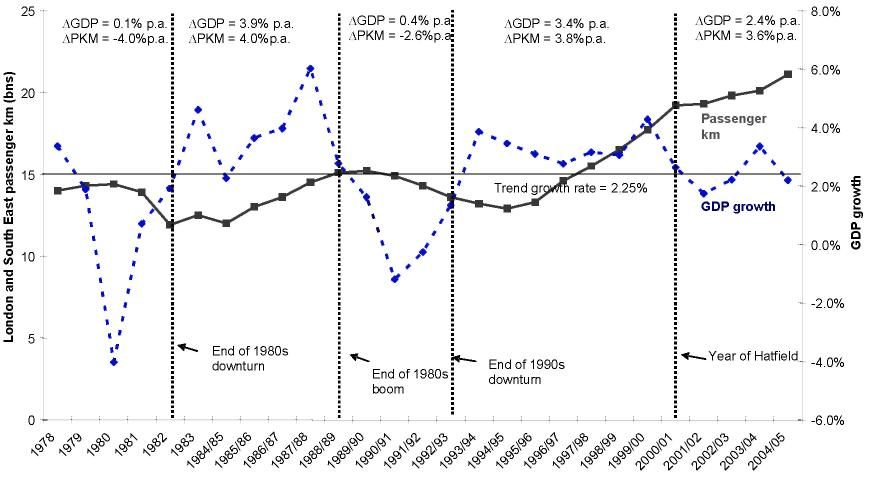 ΔGDP = 0.1% p.a.
ΔPKM = -4.0%p.a.
ΔGDP = 3.9% p.a.
ΔPKM = 4.0% p.a.
ΔGDP = 0.4% p.a
ΔPKM = -2.6%p.a
ΔGDP = 3.4% p.a.
ΔPKM = 3.8%p.a.
ΔGDP = 2.4% p.a.
ΔPKM = 3.6%p.a.
London and South East passenger km (bns)
25
20
15
10
5
0
8.0%
6.0%
4.0%
2.0%
0.0%
-2.0%
-4.0%
-6.0%
GDP growth
Passenger
km
Trend growth rate = 2.25%
GDP growth
End of 1980s
downturn
End of 1980s
boom
End of 1990s
downturn
Year of Hatfield
1978
1979
1980
1981
1982
1983
1984/85
1985/86
1986/87
1987/88
1988/89
1989/90
1990/91
1991/92
1992/93
1993/94
1994/95
1995/96
1996/97
1997/98
1998/99
1999/00
2000/01
2001/02
2002/03
2003/04
2004/05